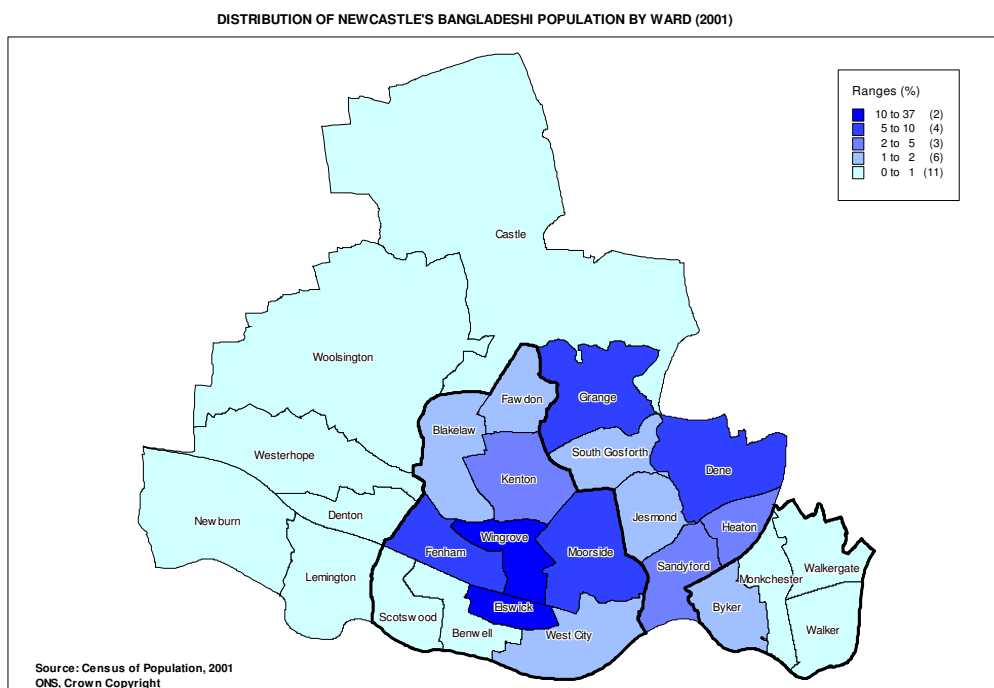 DISTRIBUTION OF NEWCASTLE'S BANGLADESHI POPULATION BY WARD (2001)
Ranges (%)
10 to 37 (2)
5 to 10 (4)
2 to 5 (3)
1 to 2 (6)
0 to 1 (11)
Castle
Woolsington
Fawdon
Grange
Blakelaw
South Gosforth
Westerhope
Dene
Kenton
Denton
Jesmond
Newburn
Heaton
Wingrove
Fenham
Moorside
Sandyford
Walkergate
Lemington
Monkchester
Elswick
Byker
Scotswood
Benwell
West City
Walker
Source: Census of Population, 2001
ONS, Crown Copyright